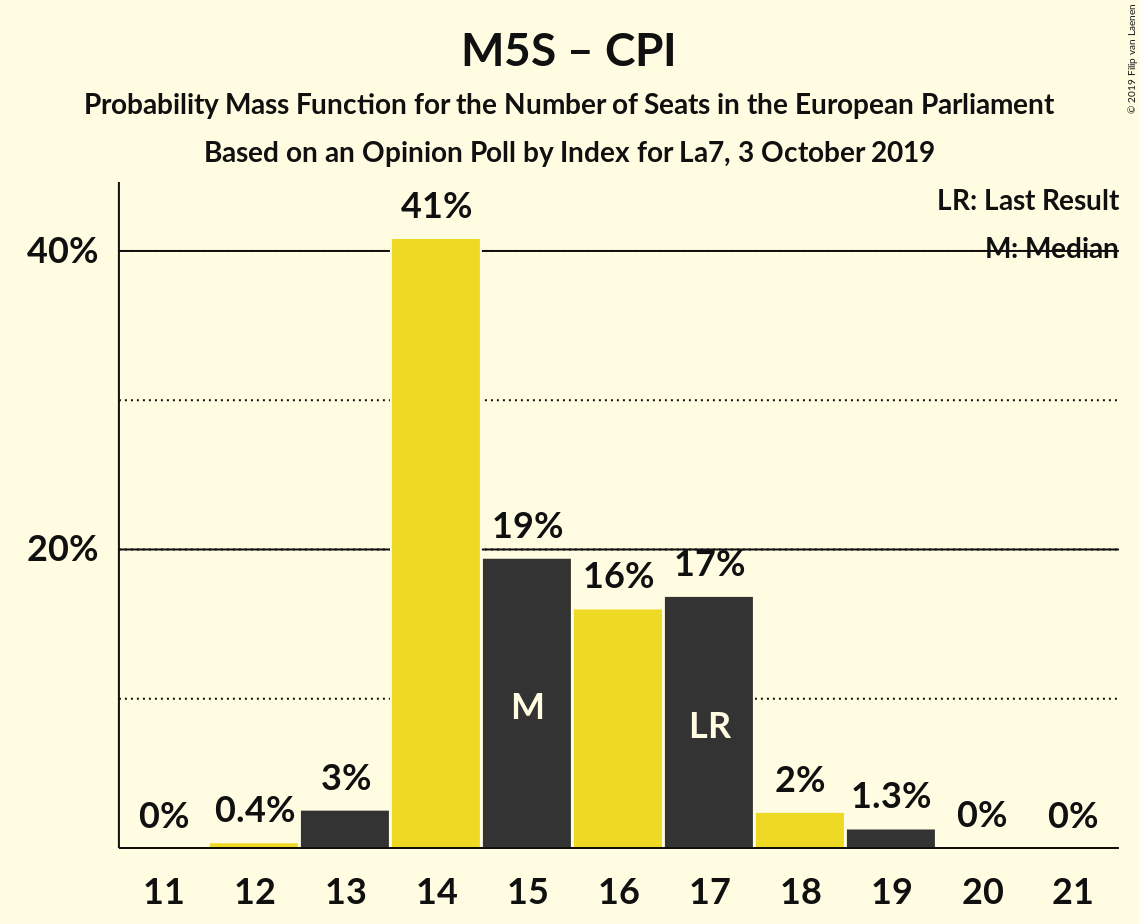 M5S – CPI
Probability Mass Function for the Number of Seats in the European Parliament
Based on an Opinion Poll by Index for La7, 3 October 2019
© 2019 Filip van Laenen
LR: Last Result
M: Median
40%
20%
0%
0.4%
3%
41%
19%
16%
17%
2%
1.3%
0%
0%
M
LR
11 12 13 14 15 16 17 18 19 20 21